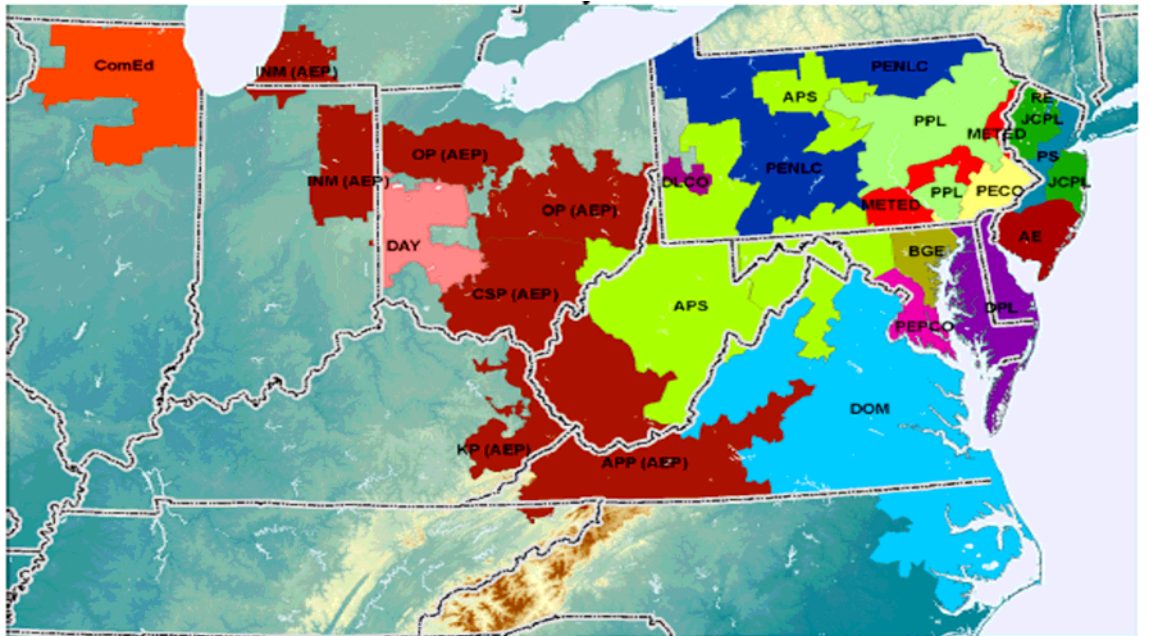 ComEd
INM (AEP)
PENLC
APS
RE
JCPL
PPL
METED
OP (AEP)
PS
PENLC
INM (AEP)
DLCO
JCPL
PPL
PECO
METED
OP (AEP)
AE
DAY
BGE
CSP (AEP)
APS
DPL
PEPCO
DOM
KP (AEP)
APP (AEP)